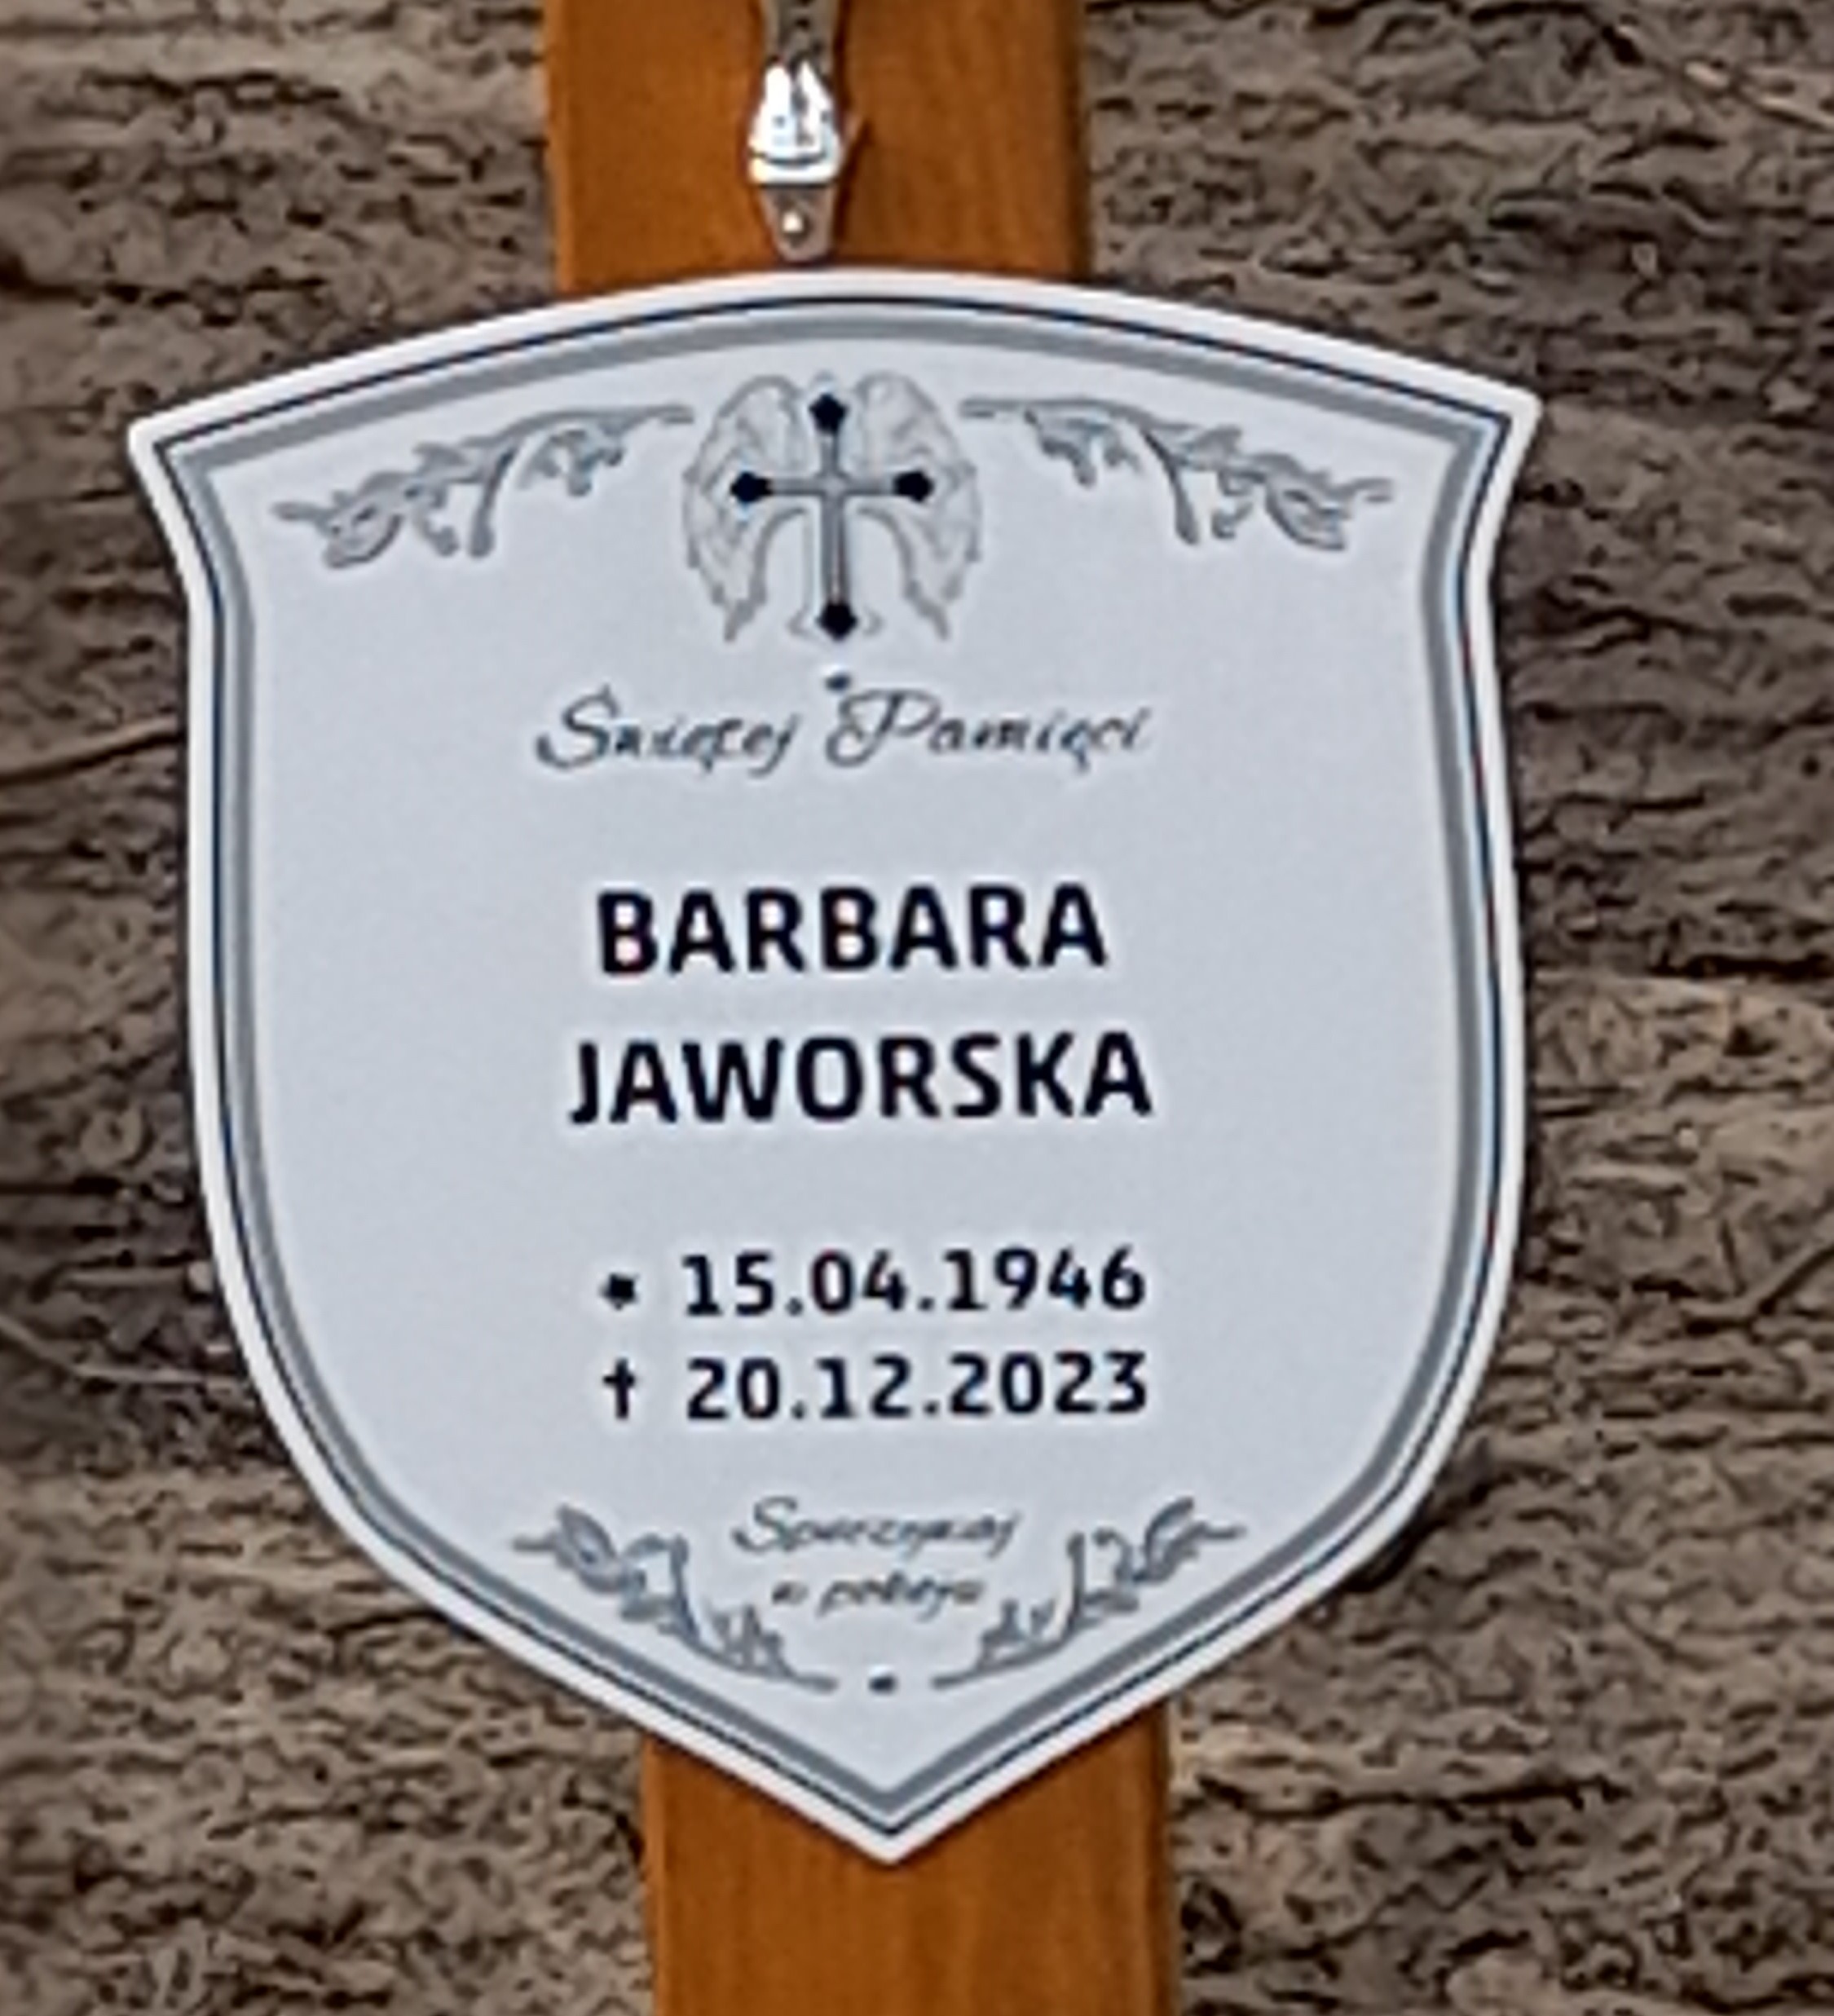 Świętej Pamięci
BARBARA
JAWORSKA
* 15.04.1946
† 20.12.2023
Spoczywaj
w pokoju